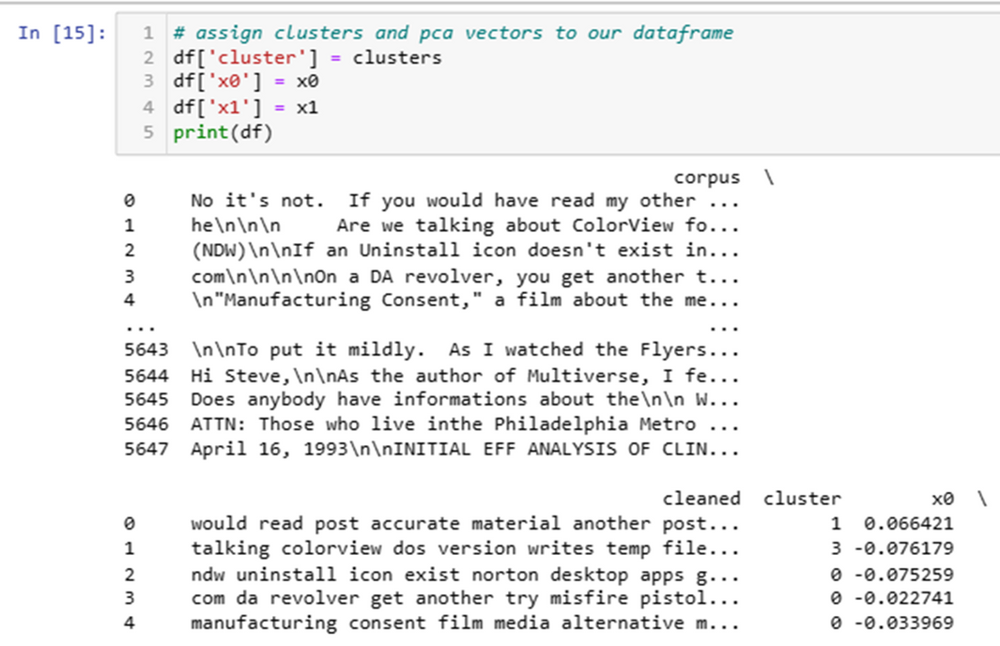 In [15]:
1 # assign clusters and pca vectors to our dataframe
2 df['cluster'] = clusters
3 df['x0'] = x0
4 df['x1'] = x1
5 print(df)
corpus \
0 No it's not. If you would have read my other ...
1 he\n\n\n Are we talking about ColorView fo...
2 (NDW)\n\nIf an Uninstall icon doesn't exist in...
3 com\n\n\n\nOn a DA revolver, you get another t...
4 \n"Manufacturing Consent," a film about the me...
... ...
5643 \n\nTo put it mildly. As I watched the Flyers...
5644 Hi Steve,\n\nAs the author of Multiverse, I fe...
5645 Does anybody have informations about the\n\n W...
5646 ATTN: Those who live inthe Philadelphia Metro ...
5647 April 16, 1993\n\nINITIAL EFF ANALYSIS OF CLIN...
cleaned cluster x0 \
0 would read post accurate material another post... 1 0.066421
1 talking colorview dos version writes temp file... 3 -0.076179
2 ndw uninstall icon exist norton desktop apps g... 0 -0.075259
3 com da revolver get another try misfire pistol... 0 -0.022741
4 manufacturing consent film media alternative m... 0 -0.033969